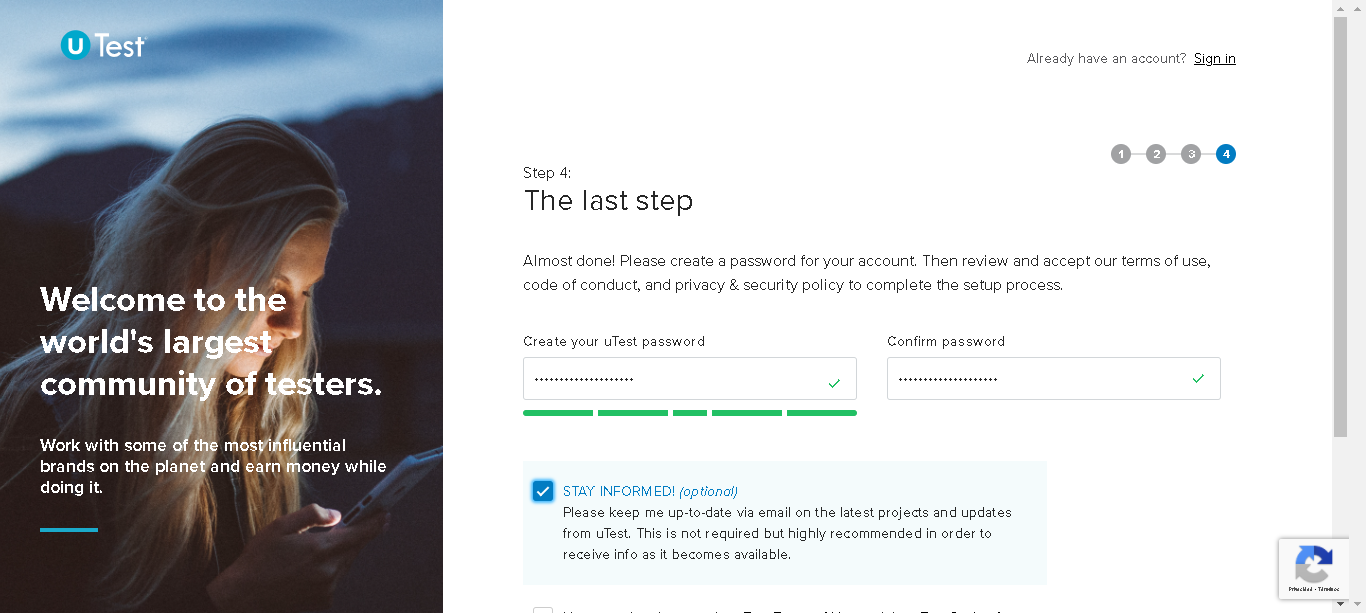 U Test
Already have an account? Sign in
1 2 3 4
Step 4:
The last step
Almost done! Please create a password for your account. Then review and accept our terms of use,
code of conduct, and privacy & security policy to complete the setup process.
Create your uTest password
Confirm password
STAY INFORMED! (optional)
Please keep me up-to-date via email on the latest projects and updates
from uTest. This is not required but highly recommended in order to
receive info as it becomes available.
Welcome to the
world's largest
community of testers.
Work with some of the most influential
brands on the planet and earn money while
doing it.